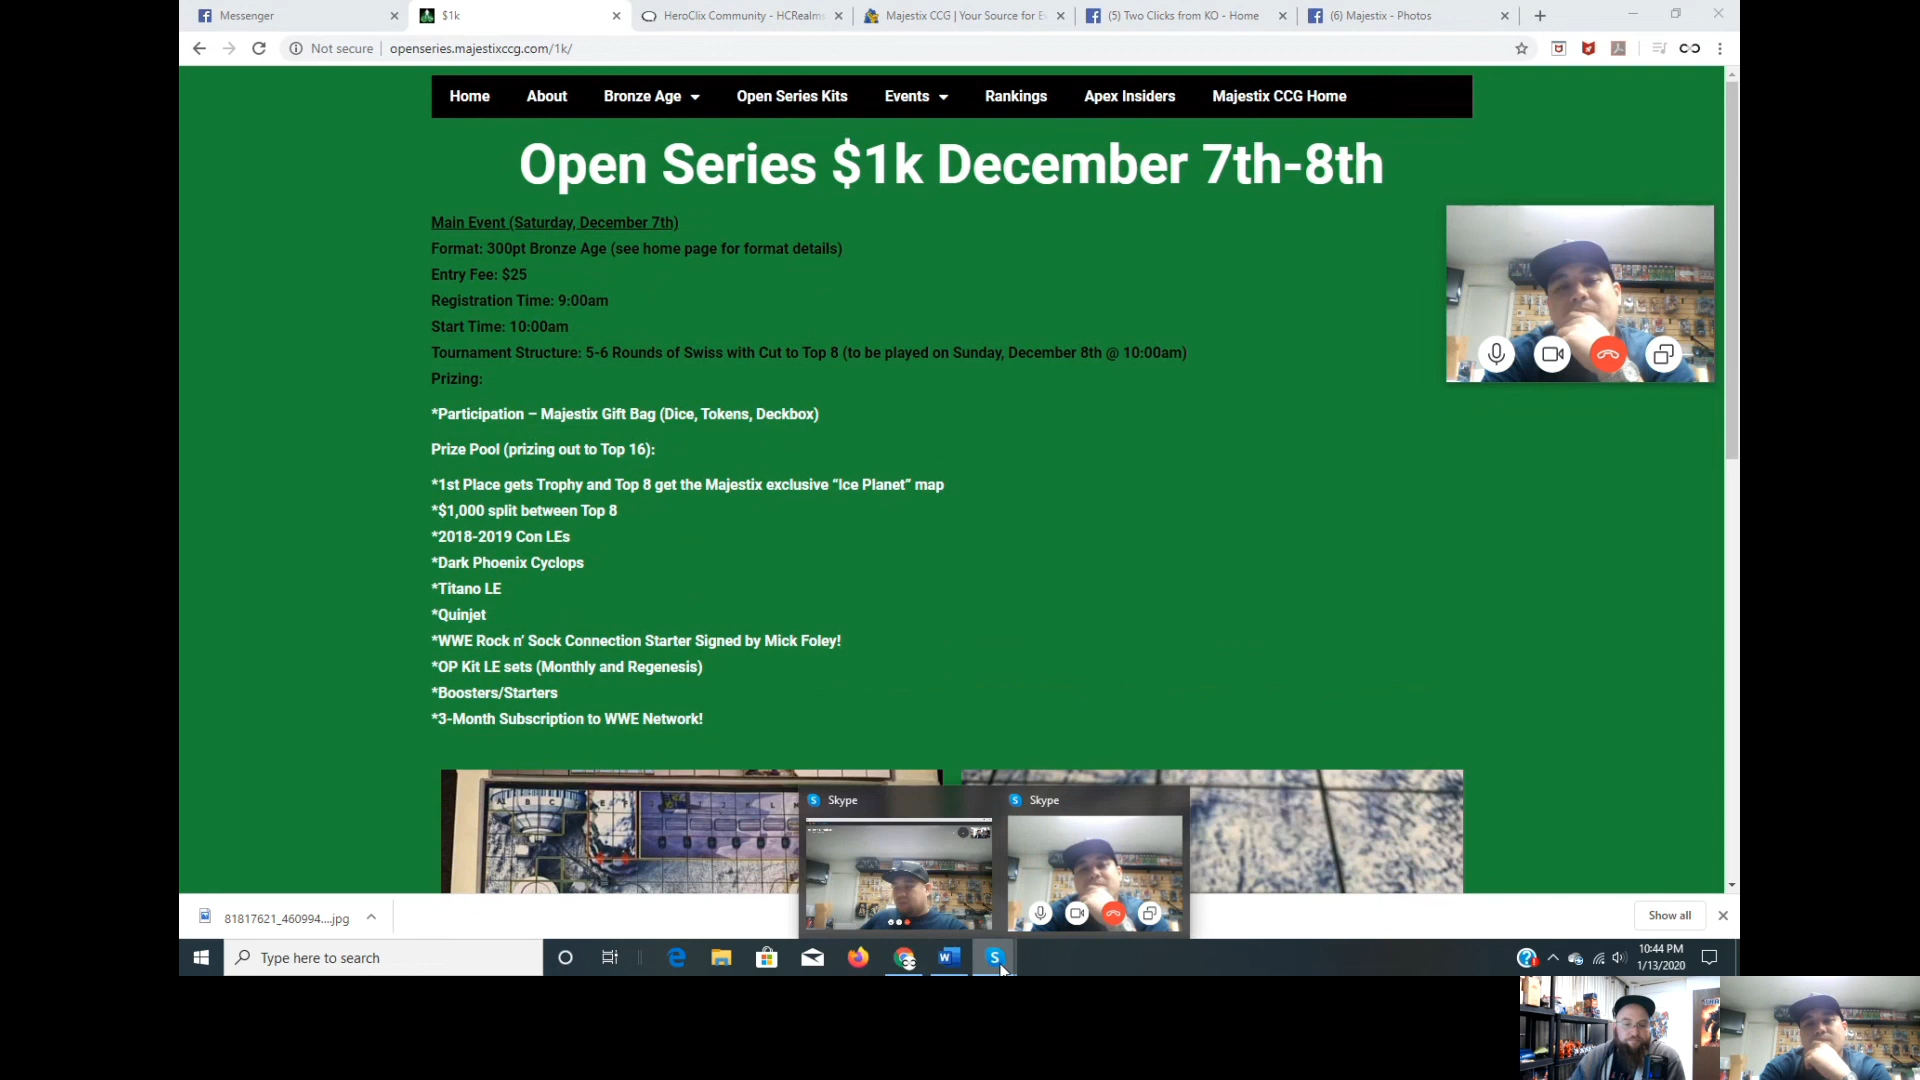 Messenger
$1k
HeroClix Community - HCRealms
Majestix CCG | Your Source for E
(5) Two Clicks from KO - Home
(6) Majestix - Photos
Not secure | openseries.majestixccg.com/1k/
Home About Bronze Age Open Series Kits Events Rankings Apex Insiders Majestix CCG Home
Open Series $1k December 7th-8th
Main Event (Saturday, December 7th)
Format: 300pt Bronze Age (see home page for format details)
Entry Fee: $25
Registration Time: 9:00am
Start Time: 10:00am
Tournament Structure: 5-6 Rounds of Swiss with Cut to Top 8 (to be played on Sunday, December 8th @ 10:00am)
Prizing:
*Participation – Majestix Gift Bag (Dice, Tokens, Deckbox)
Prize Pool (prizing out to Top 16):
*1st Place gets Trophy and Top 8 get the Majestix exclusive “Ice Planet” map
*$1,000 split between Top 8
*2018-2019 Con LEs
*Dark Phoenix Cyclops
*Titano LE
*Quinjet
*WWE Rock n’ Sock Connection Starter Signed by Mick Foley!
*OP Kit LE sets (Monthly and Regenesis)
*Boosters/Starters
*3-Month Subscription to WWE Network!
Skype
Skype
81817621_460994....jpg
Show all
Type here to search
10:44 PM
1/13/2020